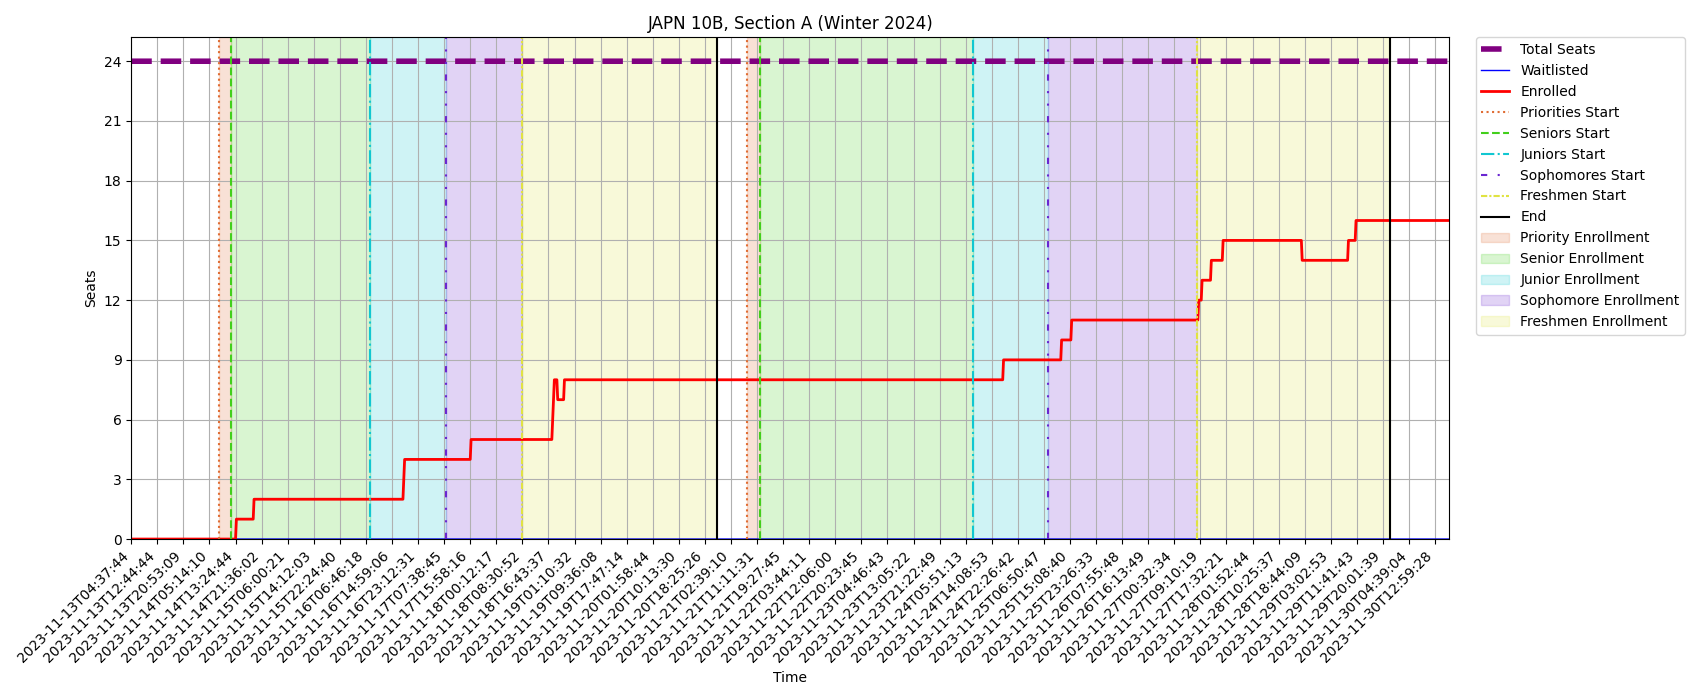 JAPN 10B, Section A (Winter 2024)
Seats
24
21
18
15
12
9
6
3
0
2023-11-13T04:37:44
2023-11-13T12:44:44
2023-11-13T20:53:09
2023-11-14T05:14:10
2023-11-14T13:24:44
2023-11-14T21:36:02
2023-11-15T06:00:21
2023-11-15T14:12:03
2023-11-15T22:24:40
2023-11-16T06:46:18
2023-11-16T14:59:06
2023-11-16T23:12:31
2023-11-17T07:38:45
2023-11-17T15:58:16
2023-11-18T00:12:17
2023-11-18T08:30:52
2023-11-18T16:43:37
2023-11-19T01:10:32
2023-11-19T09:36:08
2023-11-19T17:47:14
2023-11-20T01:58:44
2023-11-20T10:13:30
2023-11-20T18:25:26
2023-11-21T02:39:10
2023-11-21T11:11:31
2023-11-21T19:27:45
2023-11-22T03:44:11
2023-11-22T12:06:00
2023-11-22T20:23:45
2023-11-23T04:46:43
2023-11-23T13:05:22
2023-11-23T21:22:49
2023-11-24T05:51:13
2023-11-24T14:08:53
2023-11-24T22:26:42
2023-11-25T06:50:47
2023-11-25T15:08:40
2023-11-25T23:26:33
2023-11-26T07:55:48
2023-11-26T16:13:49
2023-11-27T00:32:34
2023-11-27T09:10:19
2023-11-27T17:32:21
2023-11-28T01:52:44
2023-11-28T10:25:37
2023-11-28T18:44:09
2023-11-29T03:02:53
2023-11-29T11:41:43
2023-11-29T20:01:39
2023-11-30T04:39:04
2023-11-30T12:59:28
Time
Total Seats
Waitlisted
Enrolled
Priorities Start
Seniors Start
Juniors Start
Sophomores Start
Freshmen Start
End
Priority Enrollment
Senior Enrollment
Junior Enrollment
Sophomore Enrollment
Freshmen Enrollment